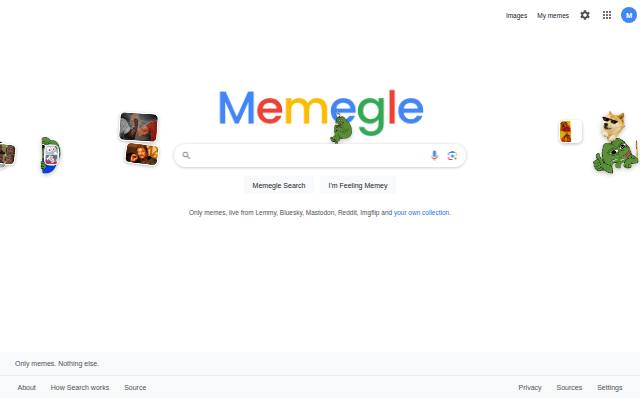 Images My memes M
Memegle
Memegle Search I'm Feeling Memey
Only memes, live from Lemmy, Bluesky, Mastodon, Reddit, Imgflip and your own collection.
Only memes. Nothing else.
About How Search works Source Privacy Sources Settings